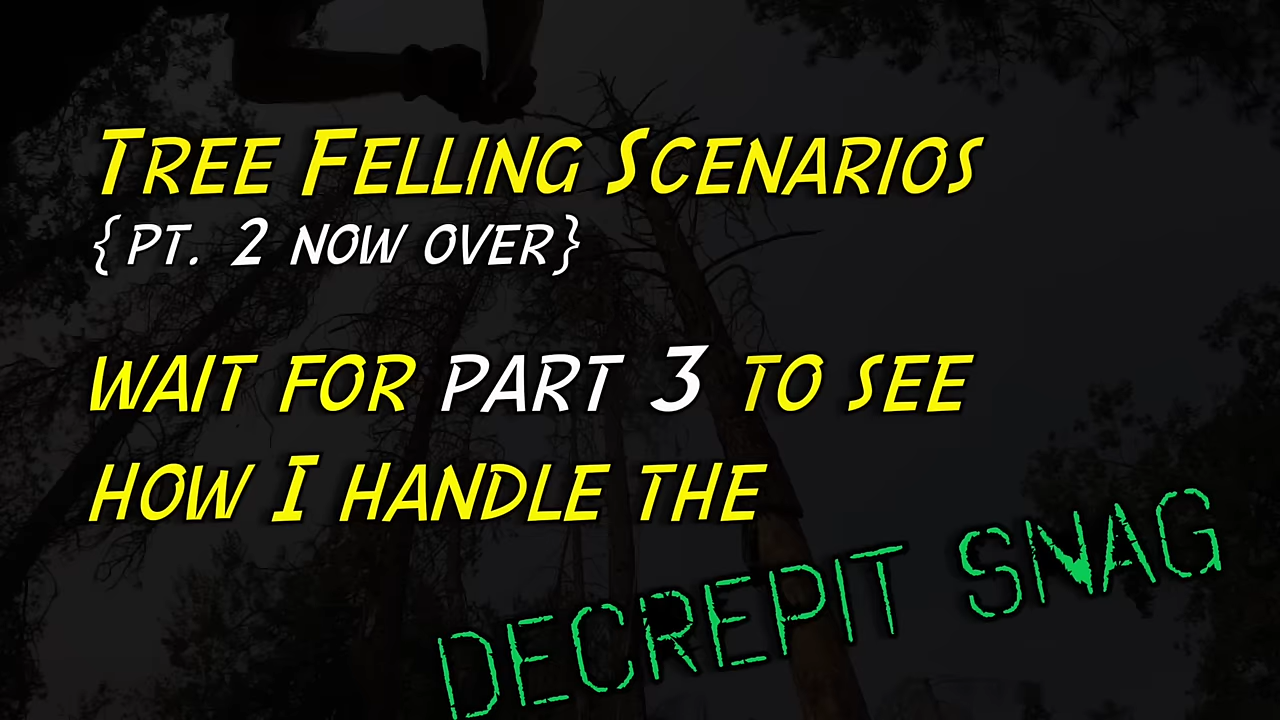 Tree Felling Scenarios
{pt. 2 now over}
wait for part 3 to see
how I handle the
DECREPIT SNAG